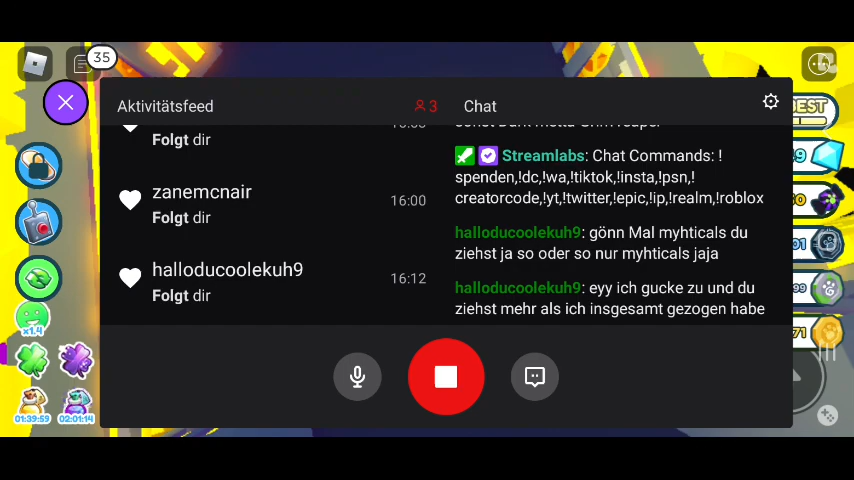 35
Aktivitätsfeed
3
Chat
Folgt dir
zanemcnair
16:00
Folgt dir
halloducoolekuh9
16:12
Folgt dir
Streamlabs: Chat Commands: !
spenden,!dc,!wa,!tiktok,!insta,!psn,!
creatorcode,!yt,!twitter,!epic,!ip,!realm,!roblox
halloducoolekuh9: gönn Mal myhticals du
ziehst ja so oder so nur myhticals jaja
halloducoolekuh9: eyy ich gucke zu und du
ziehst mehr als ich insgesamt gezogen habe
x1.4
01:39:59
02:01:14